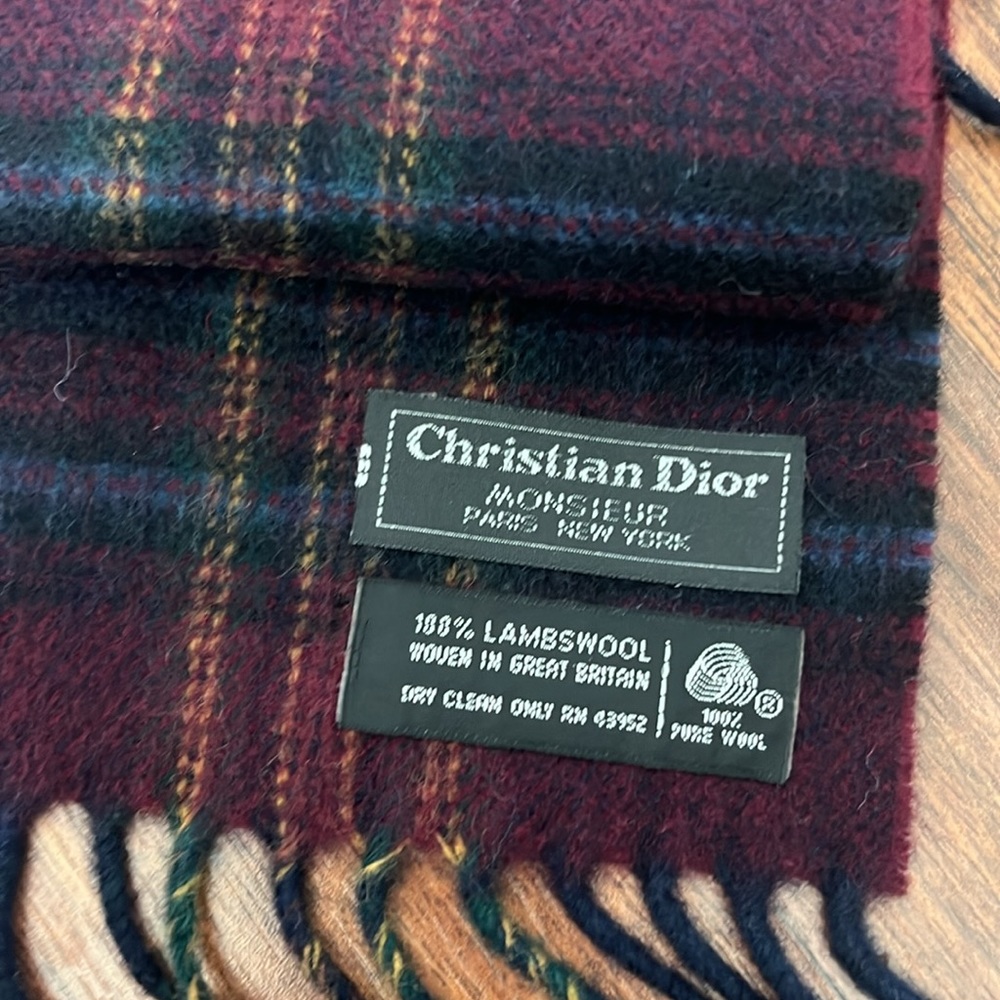 Christian Dior
MONSIEUR
PARIS NEW YORK
100% LAMBSWOOL
WOVEN IN GREAT BRITAIN
DRY CLEAN ONLY RN 43952
®
100%
PURE WOOL